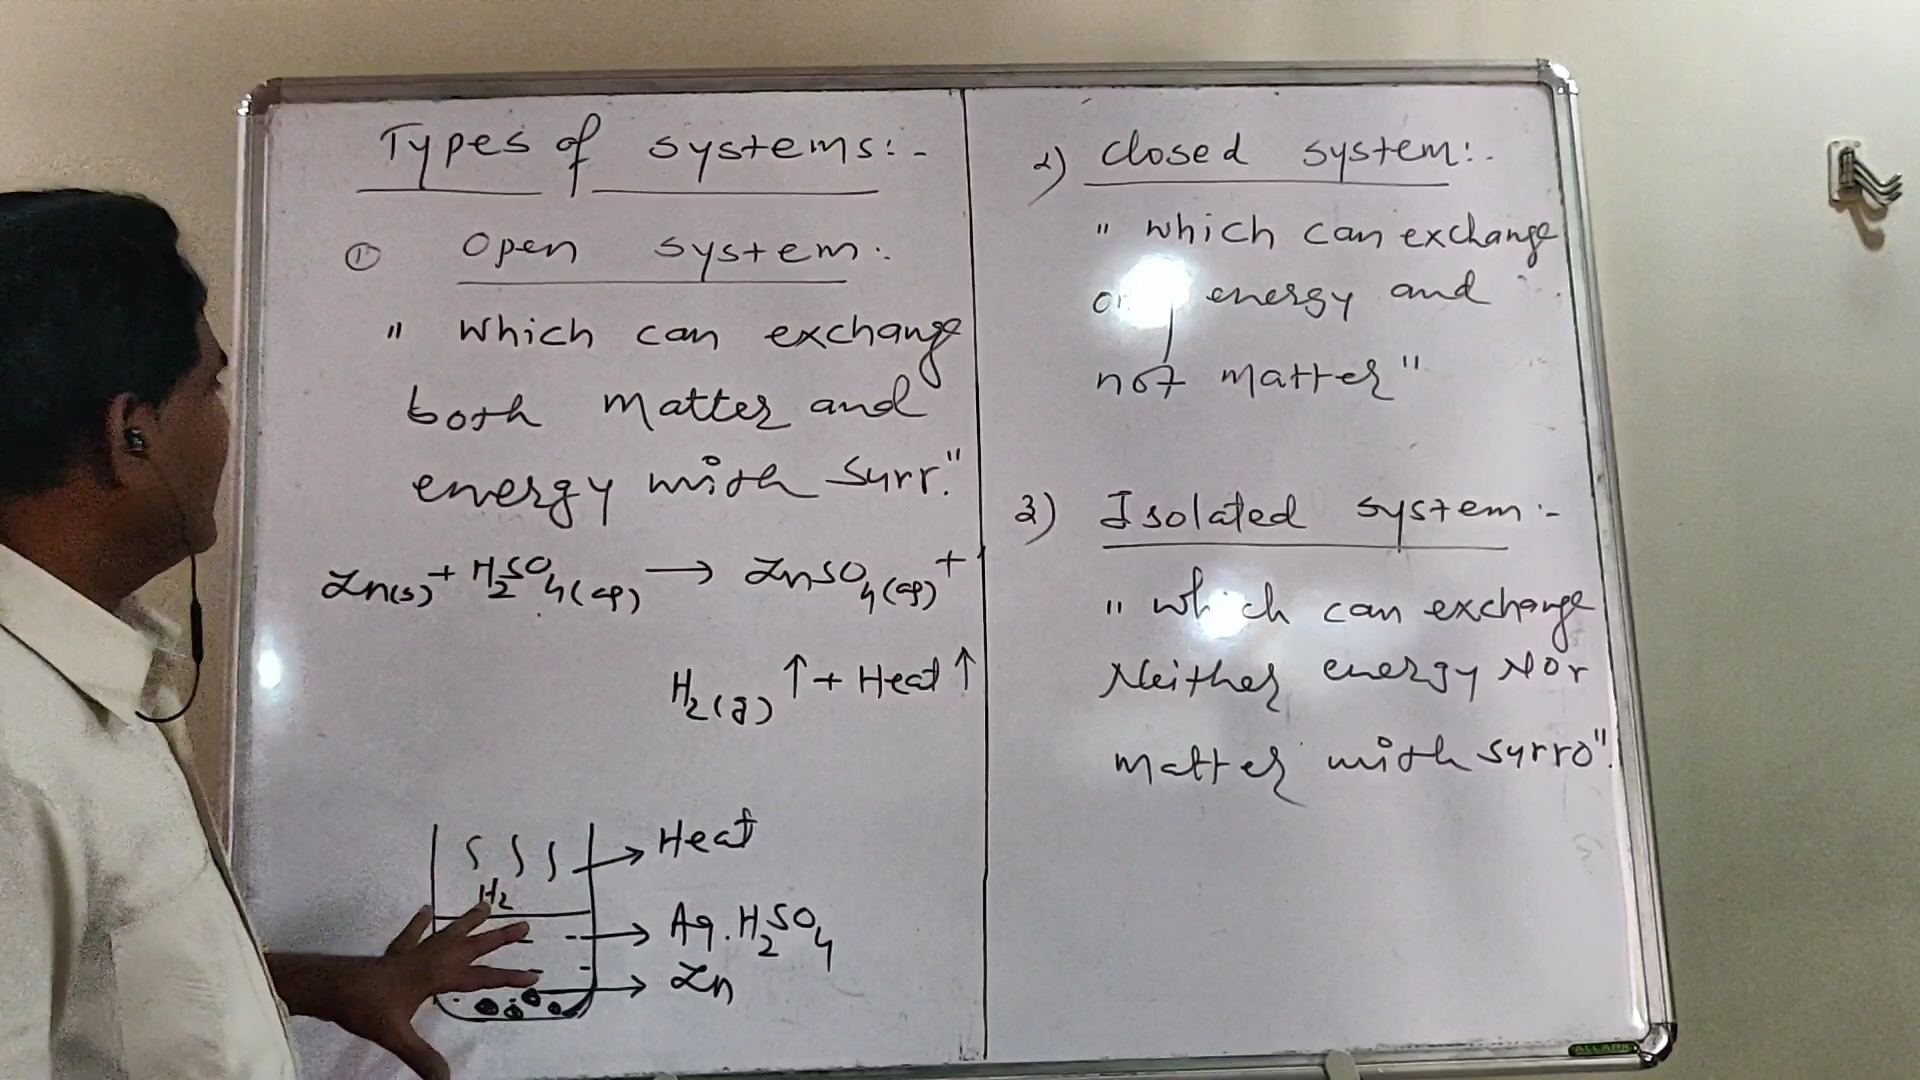 Types of systems:-
① Open system:
" which can exchange
both matter and
energy with surr."
Zn(s) + H2SO4(aq) → ZnSO4(aq) +
H2(g) ↑ + Heat ↑
Heat
H2
Aq. H2SO4
Zn
2) closed system:-
" which can exchange
energy and
not matter"
3) Isolated system:-
" which can exchange
Neither energy Nor
matter with surro".